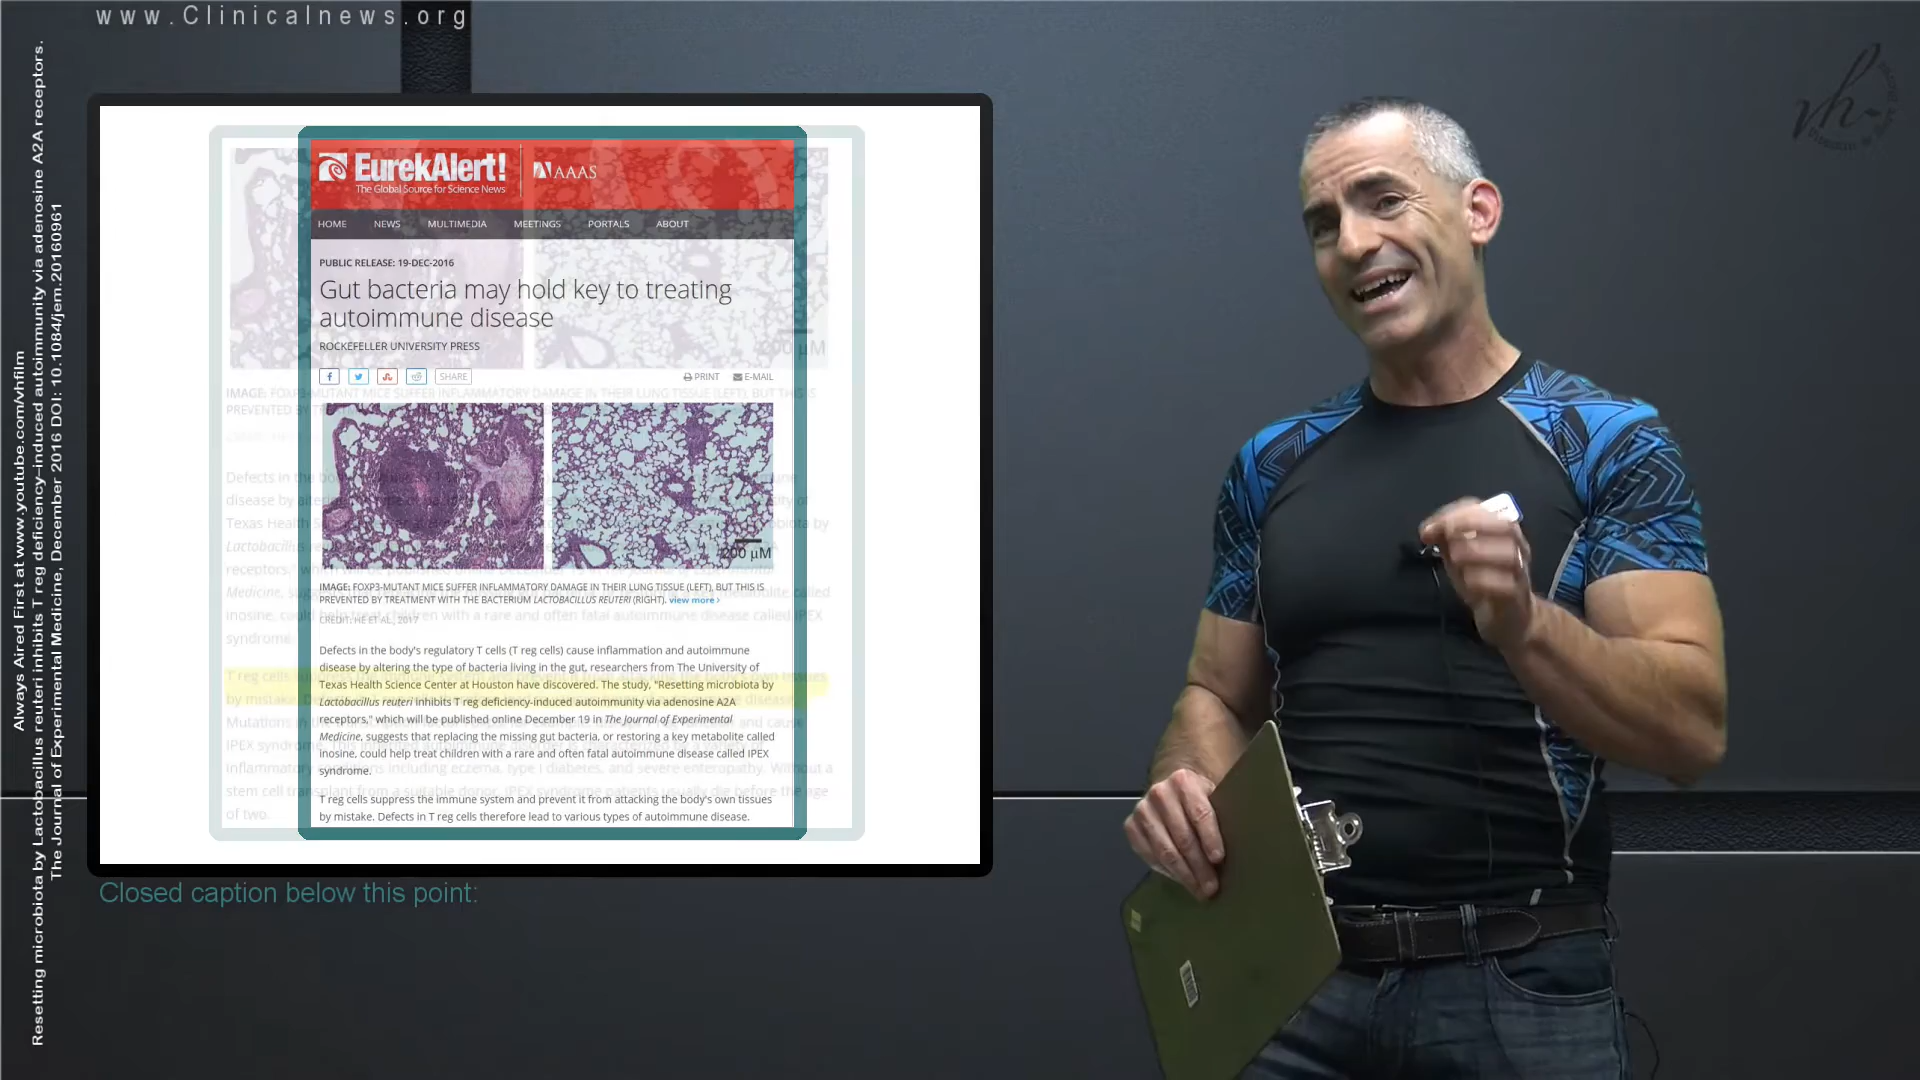 www.Clinicalnews.org
Always Aired First at www.youtube.com/vhfilm
Resetting microbiota by Lactobacillus reuteri inhibits T reg deficiency-induced autoimmunity via adenosine A2A receptors.
The Journal of Experimental Medicine, December 2016 DOI: 10.1084/jem.20160961
EurekAlert!
The Global Source for Science News
AAAS
HOME NEWS MULTIMEDIA MEETINGS PORTALS ABOUT
PUBLIC RELEASE: 19-DEC-2016
Gut bacteria may hold key to treating
autoimmune disease
ROCKEFELLER UNIVERSITY PRESS
SHARE PRINT E-MAIL
200 µM
IMAGE: FOXP3-MUTANT MICE SUFFER INFLAMMATORY DAMAGE IN THEIR LUNG TISSUE (LEFT), BUT THIS IS
PREVENTED BY TREATMENT WITH THE BACTERIUM LACTOBACILLUS REUTERI (RIGHT). view more >
CREDIT: HE ET AL., 2017
Defects in the body's regulatory T cells (T reg cells) cause inflammation and autoimmune
disease by altering the type of bacteria living in the gut, researchers from The University of
Texas Health Science Center at Houston have discovered. The study, "Resetting microbiota by
Lactobacillus reuteri inhibits T reg deficiency-induced autoimmunity via adenosine A2A
receptors," which will be published online December 19 in The Journal of Experimental
Medicine, suggests that replacing the missing gut bacteria, or restoring a key metabolite called
inosine, could help treat children with a rare and often fatal autoimmune disease called IPEX
syndrome.
T reg cells suppress the immune system and prevent it from attacking the body's own tissues
by mistake. Defects in T reg cells therefore lead to various types of autoimmune disease.
Closed caption below this point: